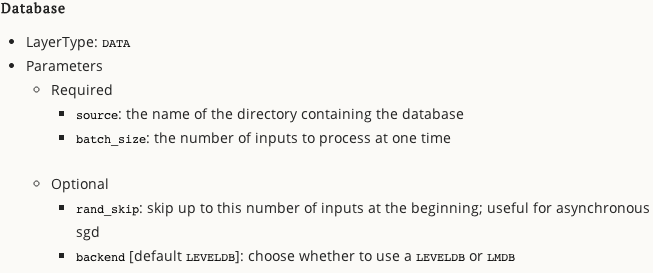 Database
LayerType: DATA
Parameters
Required
source: the name of the directory containing the database
batch_size: the number of inputs to process at one time
Optional
rand_skip: skip up to this number of inputs at the beginning; useful for asynchronous
sgd
backend [default LEVELDB]: choose whether to use a LEVELDB or LMDB